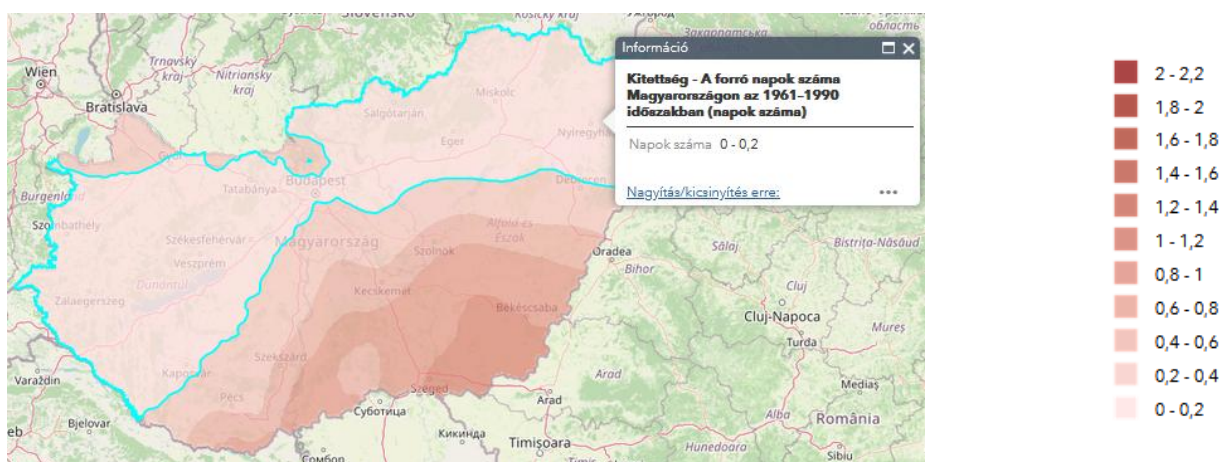 Slovensko
Košický kraj
Ужгород
Закарпатська
область
Wien
Trnavský
kraj
Nitriansky
kraj
Bratislava
Salgótarján
Miskolc
Eger
Nyíregyh
Győr
Tatabánya
Budapest
Debrecen
Burgenland
Szombathely
Székesfehérvár
Magyarország
Szolnok
Alföld és
Észak
Veszprém
Dunántúl
Zalaegerszeg
Kecskemét
Békéscsaba
Szekszárd
Kaposvár
Pécs
Szeged
Oradea
Bihor
Sălaj
Bistrița-Năsăud
Cluj
Cluj-Napoca
Turda
Mureș
Arad
Arad
Mediaș
Alba
România
Varaždin
Bjelovar
Суботица
Кикинда
Сомбор
Timișoara
Hunedoara
Sibiu
Információ
Kitettség - A forró napok száma
Magyarországon az 1961-1990
időszakban (napok száma)
Napok száma 0 - 0,2
Nagyítás/kicsinyítés erre:
2 - 2,2
1,8 - 2
1,6 - 1,8
1,4 - 1,6
1,2 - 1,4
1 - 1,2
0,8 - 1
0,6 - 0,8
0,4 - 0,6
0,2 - 0,4
0 - 0,2